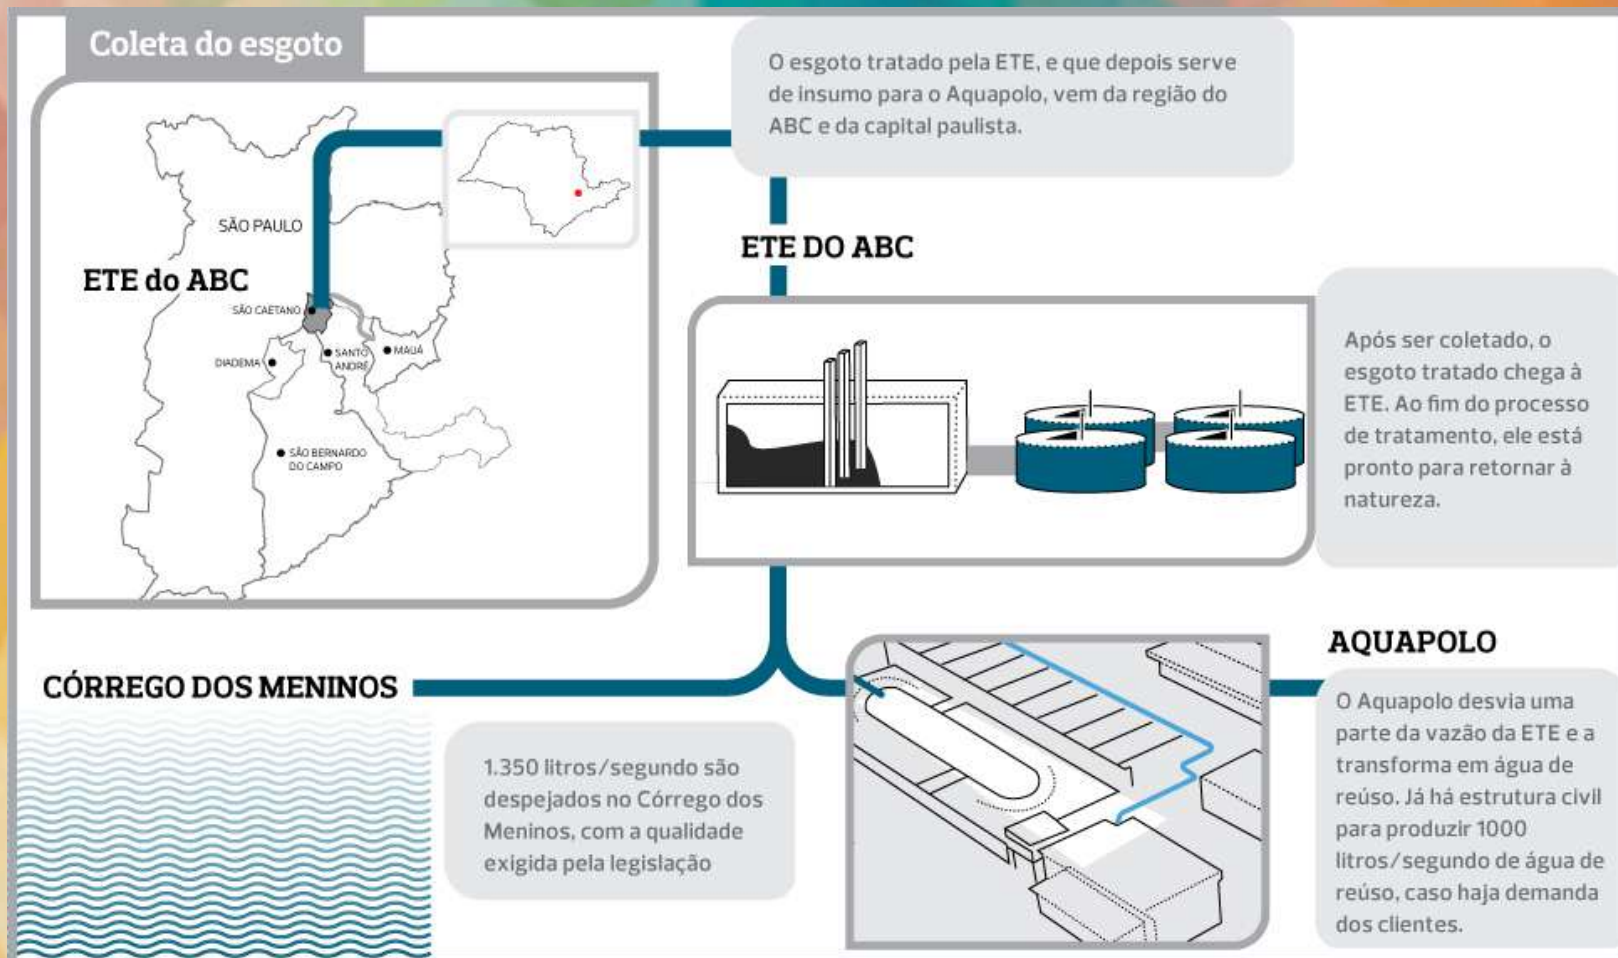 Coleta do esgoto
O esgoto tratado pela ETE, e que depois serve
de insumo para o Aquapolo, vem da região do
ABC e da capital paulista.
SÃO PAULO
ETE do ABC
SÃO CAETANO
DIADEMA
SANTO
ANDRÉ
MAUÁ
SÃO BERNARDO
DO CAMPO
ETE DO ABC
Após ser coletado, o
esgoto tratado chega à
ETE. Ao fim do processo
de tratamento, ele está
pronto para retornar à
natureza.
CÓRREGO DOS MENINOS
1.350 litros/segundo são
despejados no Córrego dos
Meninos, com a qualidade
exigida pela legislação
AQUAPOLO
O Aquapolo desvia uma
parte da vazão da ETE e a
transforma em água de
reúso. Já há estrutura civil
para produzir 1000
litros/segundo de água de
reúso, caso haja demanda
dos clientes.